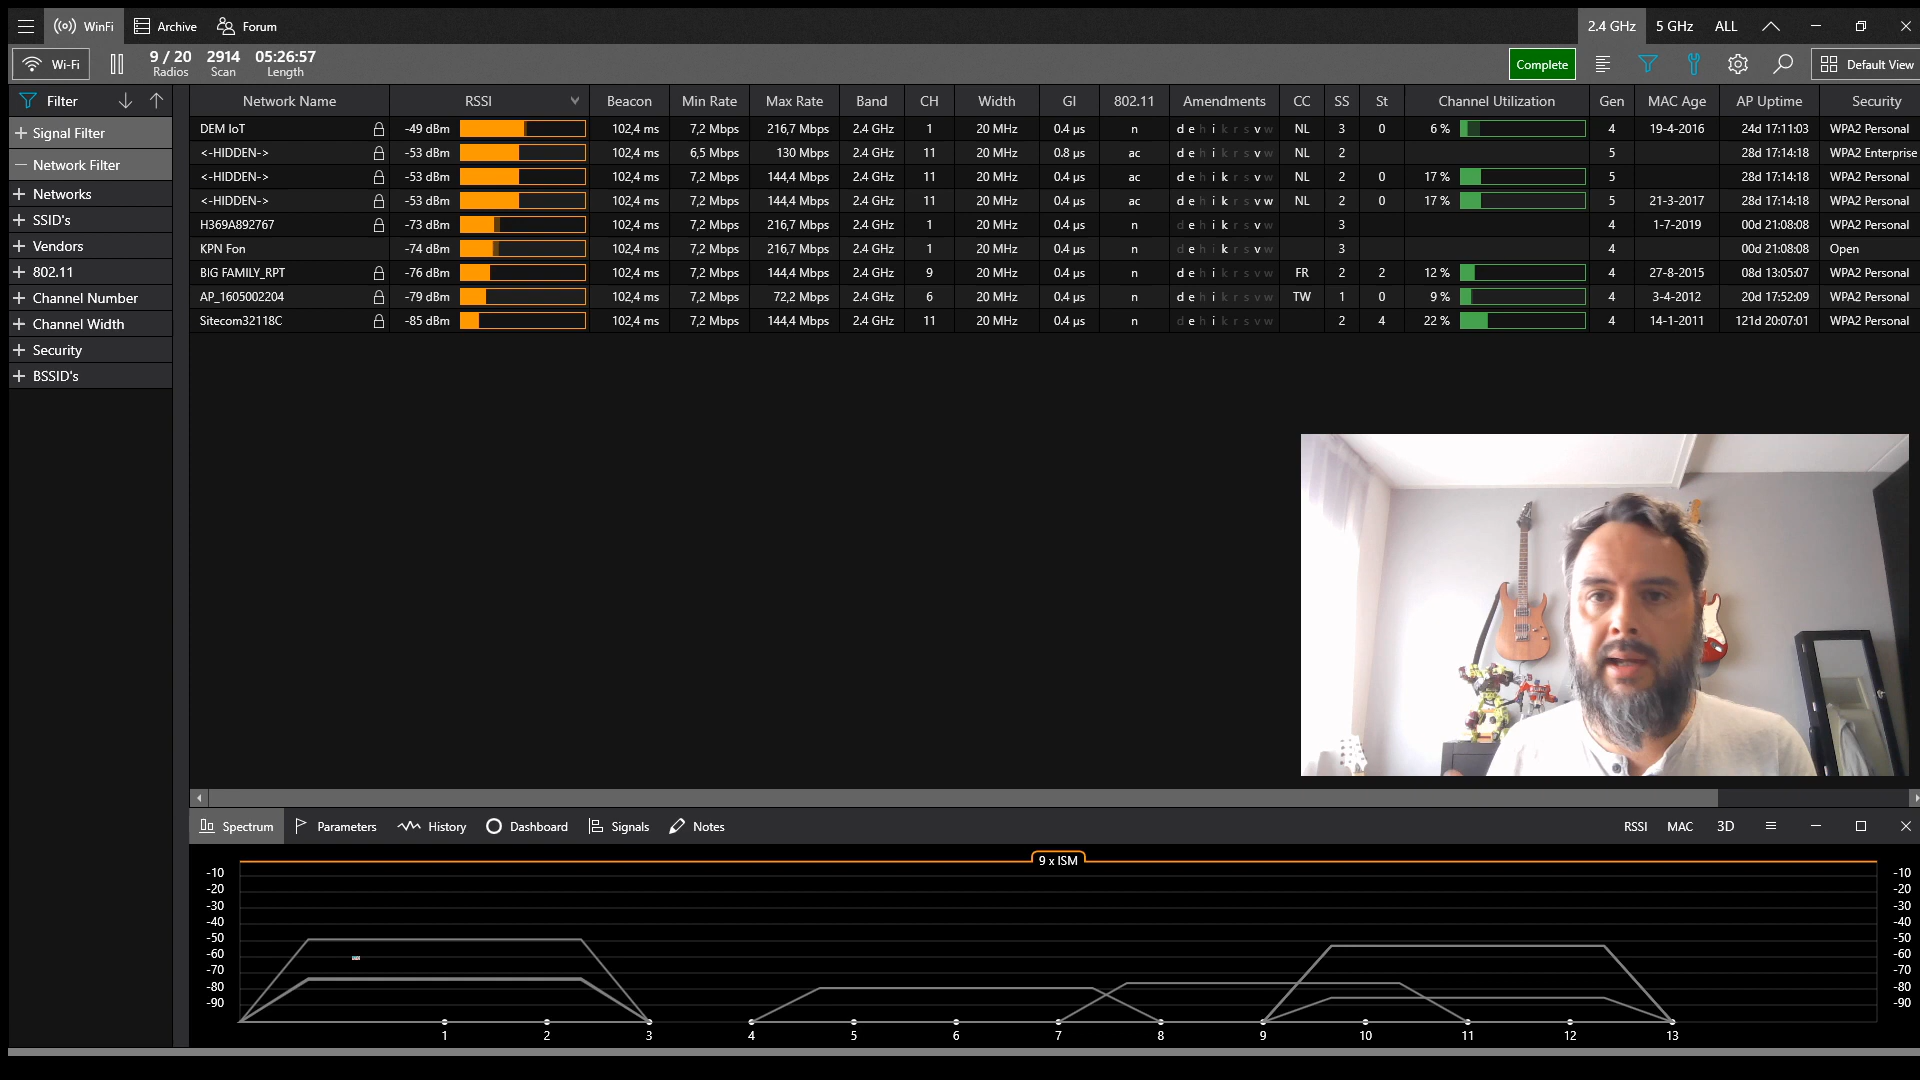 WinFi Archive Forum 2.4 GHz 5 GHz ALL
Wi-Fi 9 / 20 2914 05:26:57 Complete Default View
Radios Scan Length
Filter Network Name RSSI Beacon Min Rate Max Rate Band CH Width GI 802.11 Amendments CC SS St Channel Utilization Gen MAC Age AP Uptime Security
Signal Filter
Network Filter
Networks
SSID's
Vendors
802.11
Channel Number
Channel Width
Security
BSSID's
DEM IoT -49 dBm 102,4 ms 7,2 Mbps 216,7 Mbps 2.4 GHz 1 20 MHz 0.4 µs n d e h i k r s v w NL 3 0 6 % 4 19-4-2016 24d 17:11:03 WPA2 Personal
<-HIDDEN-> -53 dBm 102,4 ms 6,5 Mbps 130 Mbps 2.4 GHz 11 20 MHz 0.8 µs ac d e h i k r s v w NL 2 5 28d 17:14:18 WPA2 Enterprise
<-HIDDEN-> -53 dBm 102,4 ms 7,2 Mbps 144,4 Mbps 2.4 GHz 11 20 MHz 0.4 µs ac d e h i k r s v w NL 2 0 17 % 5 28d 17:14:18 WPA2 Personal
<-HIDDEN-> -53 dBm 102,4 ms 7,2 Mbps 144,4 Mbps 2.4 GHz 11 20 MHz 0.4 µs ac d e h i k r s v w NL 2 0 17 % 5 21-3-2017 28d 17:14:18 WPA2 Personal
H369A892767 -73 dBm 102,4 ms 7,2 Mbps 216,7 Mbps 2.4 GHz 1 20 MHz 0.4 µs n d e h i k r s v w 3 4 1-7-2019 00d 21:08:08 WPA2 Personal
KPN Fon -74 dBm 102,4 ms 7,2 Mbps 216,7 Mbps 2.4 GHz 1 20 MHz 0.4 µs n d e h i k r s v w 3 4 00d 21:08:08 Open
BIG FAMILY_RPT -76 dBm 102,4 ms 7,2 Mbps 144,4 Mbps 2.4 GHz 9 20 MHz 0.4 µs n d e h i k r s v w FR 2 2 12 % 4 27-8-2015 08d 13:05:07 WPA2 Personal
AP_1605002204 -79 dBm 102,4 ms 7,2 Mbps 72,2 Mbps 2.4 GHz 6 20 MHz 0.4 µs n d e h i k r s v w TW 1 0 9 % 4 3-4-2012 20d 17:52:09 WPA2 Personal
Sitecom32118C -85 dBm 102,4 ms 7,2 Mbps 144,4 Mbps 2.4 GHz 11 20 MHz 0.4 µs n d e h i k r s v w 2 4 22 % 4 14-1-2011 121d 20:07:01 WPA2 Personal
Spectrum Parameters History Dashboard Signals Notes RSSI MAC 3D
9 x ISM
-10 -10
-20 -20
-30 -30
-40 -40
-50 -50
-60 -60
-70 -70
-80 -80
-90 -90
1 2 3 4 5 6 7 8 9 10 11 12 13